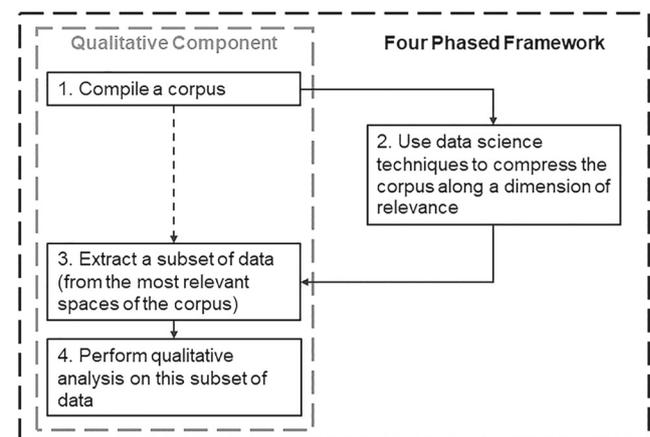 Qualitative Component
Four Phased Framework
1. Compile a corpus
2. Use data science
techniques to compress the
corpus along a dimension of
relevance
3. Extract a subset of data
(from the most relevant
spaces of the corpus)
4. Perform qualitative
analysis on this subset of
data